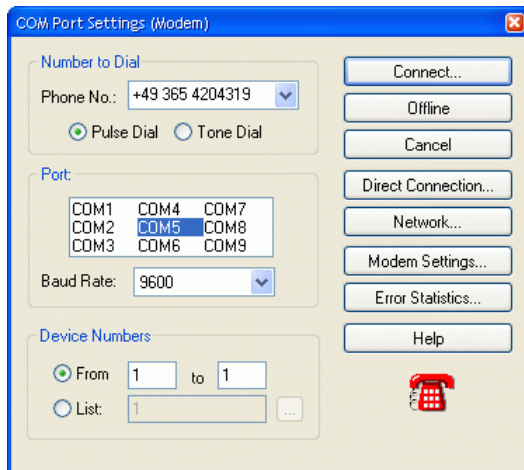 COM Port Settings (Modem)
Number to Dial
Phone No.: +49 365 4204319
Pulse Dial Tone Dial
Port:
COM1 COM4 COM7
COM2 COM5 COM8
COM3 COM6 COM9
Baud Rate: 9600
Device Numbers
From 1 to 1
List: 1 ...
Connect...
Offline
Cancel
Direct Connection...
Network...
Modem Settings...
Error Statistics...
Help